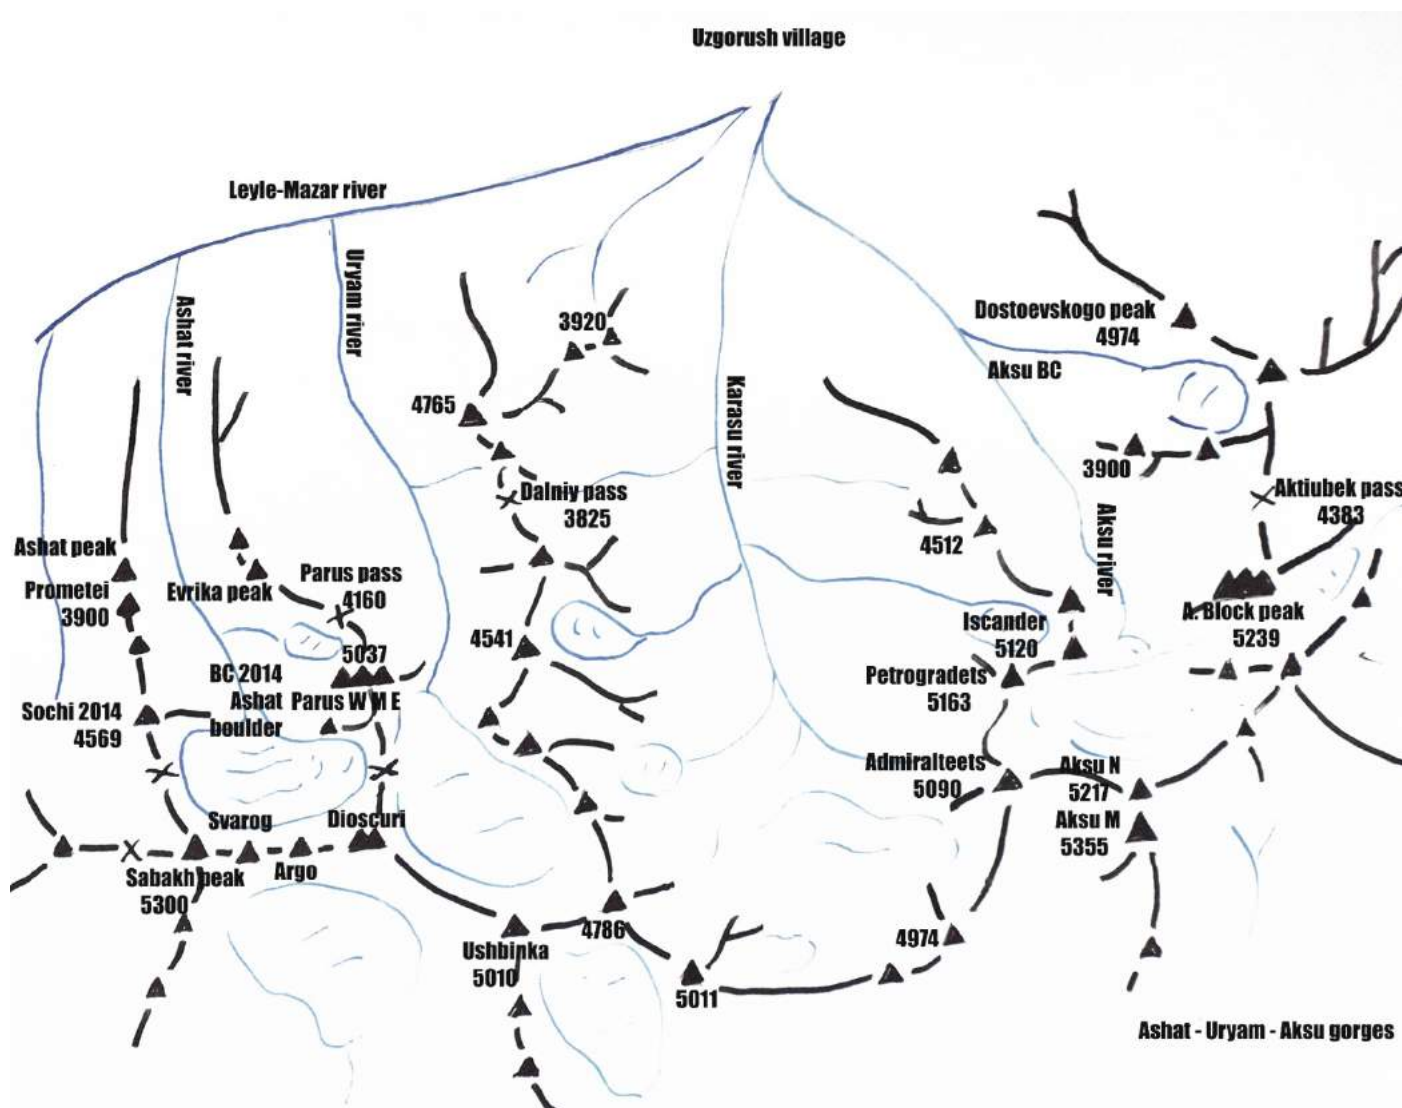 Uzgorush village
Leyle-Mazar river
Uryam river
Ashat river
Karasu river
Aksu river
Dostoevskogo peak
4974
Aksu BC
3920
4765
3900
Dalniy pass
3825
Aktiubek pass
4383
4512
Ashat peak
Prometei
3900
Evrika peak
Parus pass
4160
Iscander
5120
A. Block peak
5239
4541
5037
BC 2014
Ashat
boulder
Parus W M E
Petrogradets
5163
Sochi 2014
4569
Admiralteets
5090
Aksu N
5217
Aksu M
5355
Svarog
Dioscuri
Argo
Sabakh peak
5300
4786
Ushbinka
5010
4974
5011
Ashat - Uryam - Aksu gorges